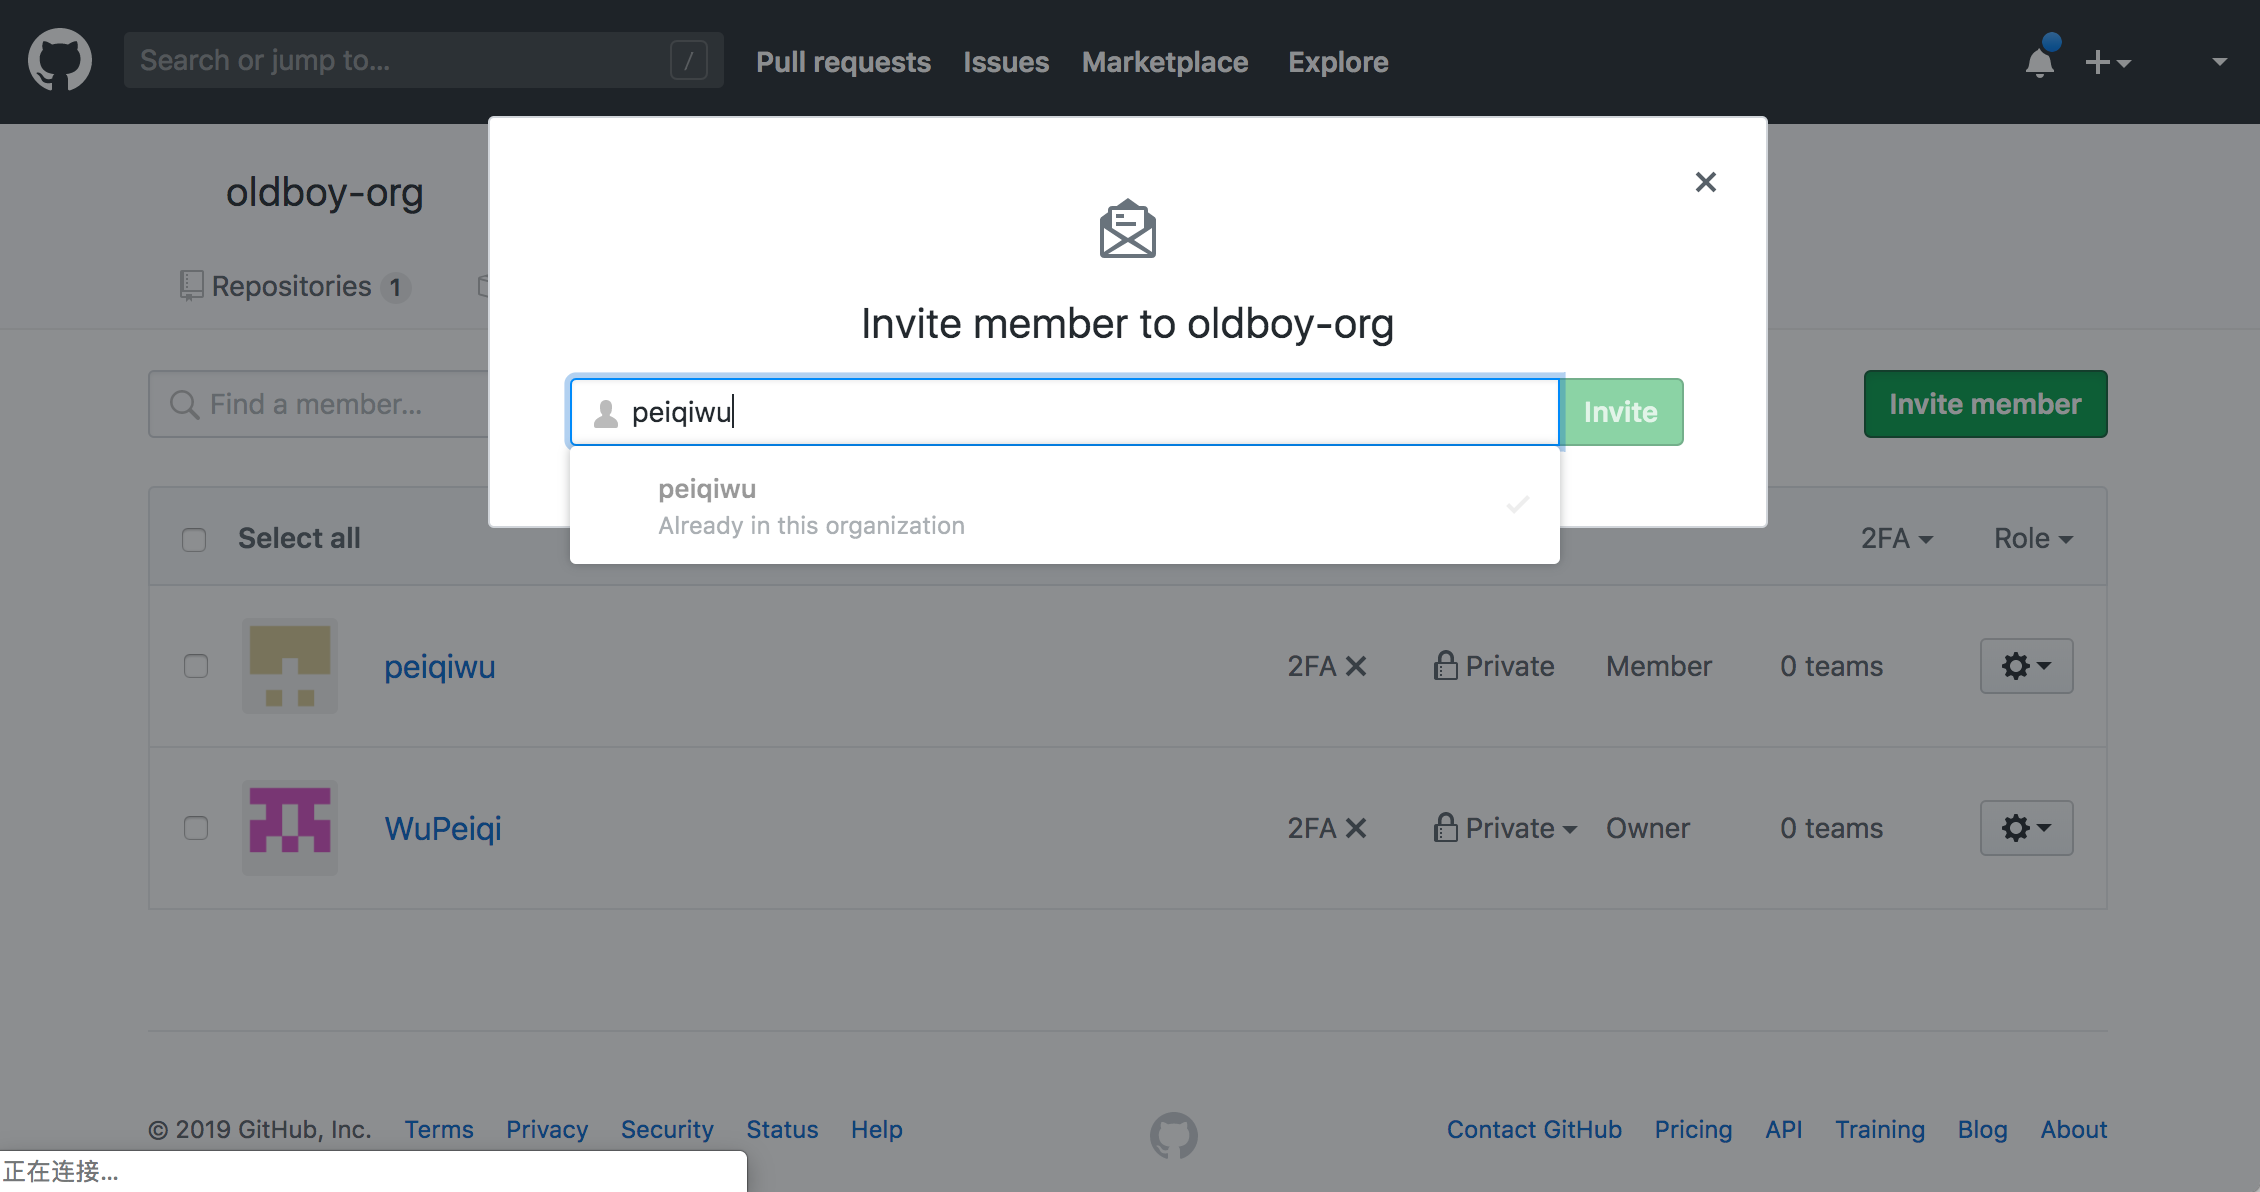 Search or jump to... / Pull requests Issues Marketplace Explore
oldboy-org
Repositories 1
Invite member to oldboy-org
peiqiwu Invite
peiqiwu
Already in this organization
Find a member... Invite member
Select all 2FA Role
peiqiwu 2FA Private Member 0 teams
WuPeiqi 2FA Private Owner 0 teams
© 2019 GitHub, Inc. Terms Privacy Security Status Help Contact GitHub Pricing API Training Blog About
正在连接...